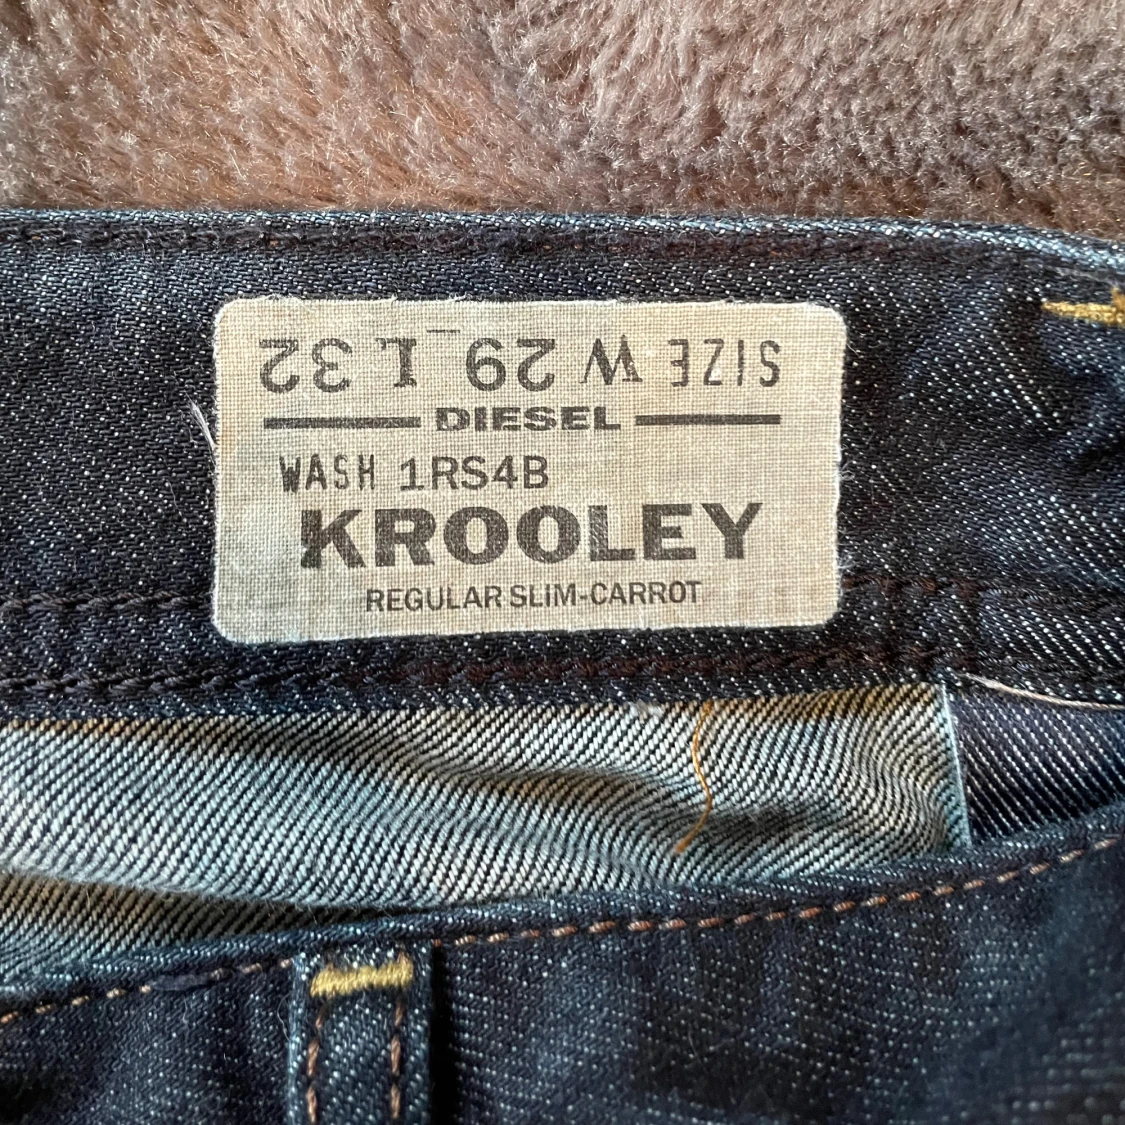 SIZE W 29 L 32
DIESEL
WASH 1RS4B
KROOLEY
REGULAR SLIM-CARROT